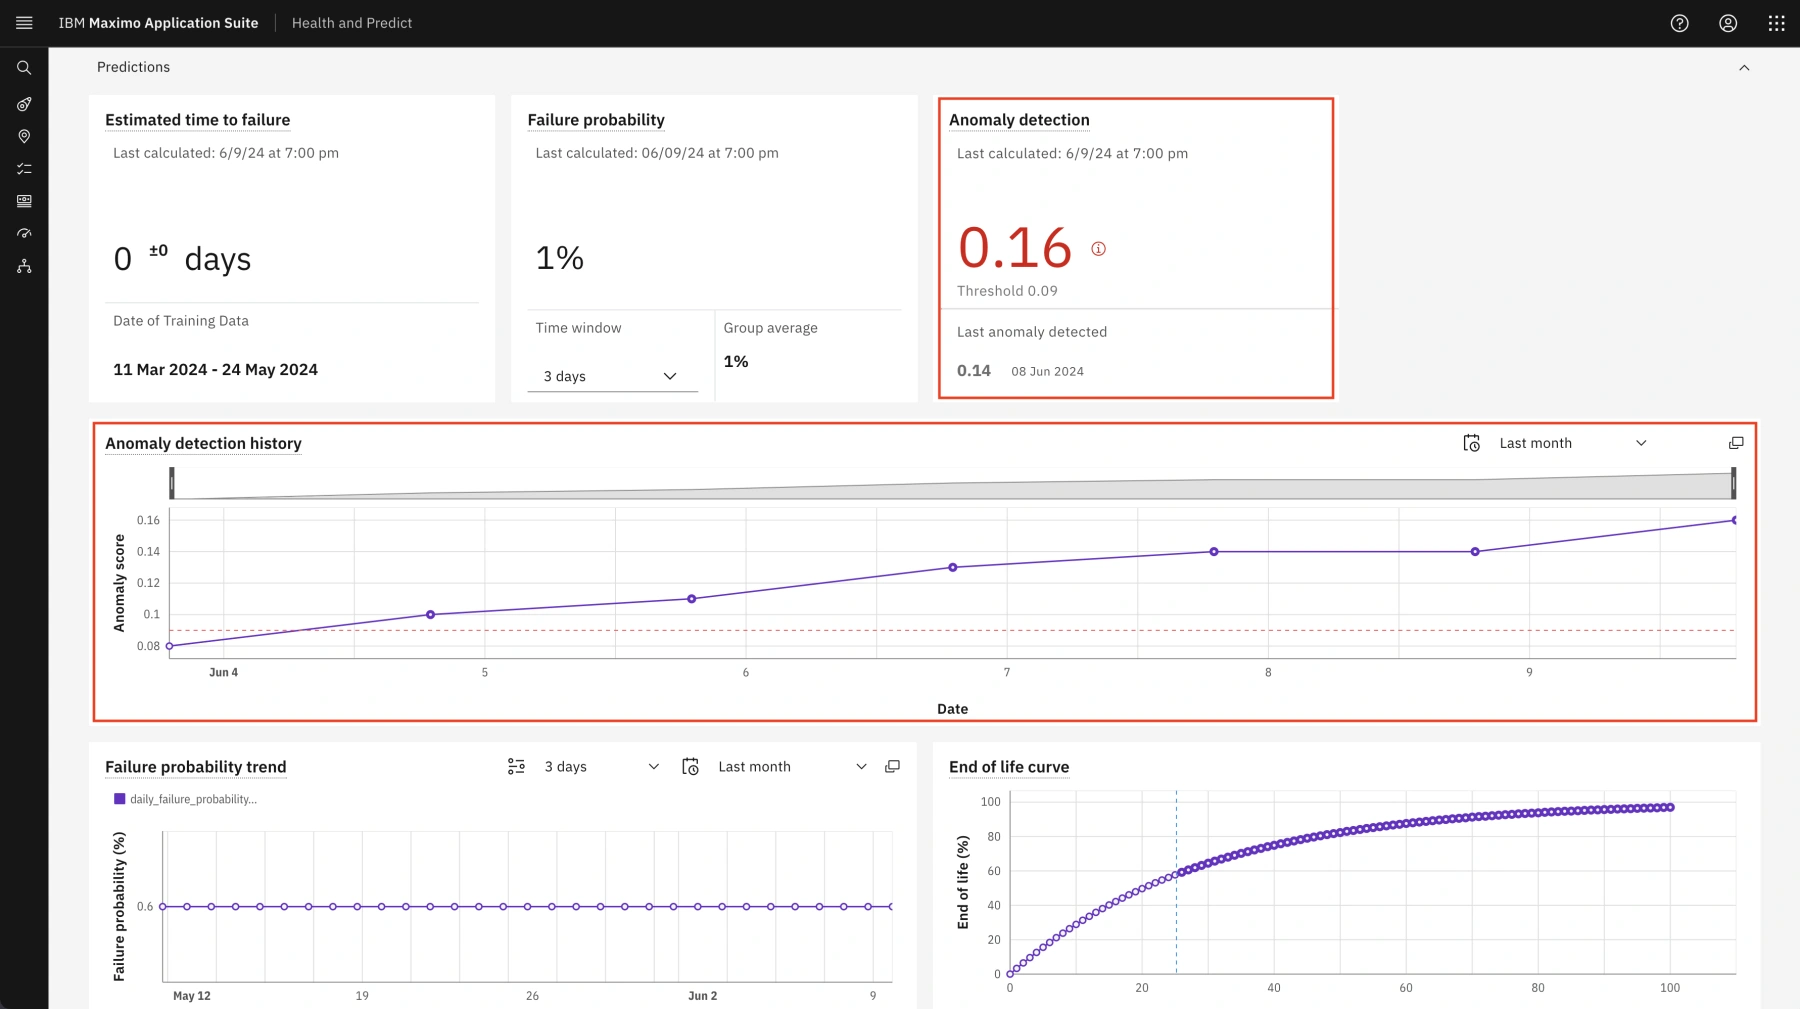 IBM Maximo Application Suite
Health and Predict
Predictions
Estimated time to failure
Last calculated: 6/9/24 at 7:00 pm
0 ±0 days
Date of Training Data
11 Mar 2024 - 24 May 2024
Failure probability
Last calculated: 06/09/24 at 7:00 pm
1%
Time window
3 days
Group average
1%
Anomaly detection
Last calculated: 6/9/24 at 7:00 pm
0.16
Threshold 0.09
Last anomaly detected
0.14 08 Jun 2024
Anomaly detection history
Last month
Anomaly score
0.16
0.14
0.12
0.1
0.08
Jun 4 5 6 7 8 9
Date
Failure probability trend
3 days
Last month
daily_failure_probability...
Failure probability (%)
0.6
May 12 19 26 Jun 2 9
End of life curve
End of life (%)
100
80
60
40
20
0
0 20 40 60 80 100